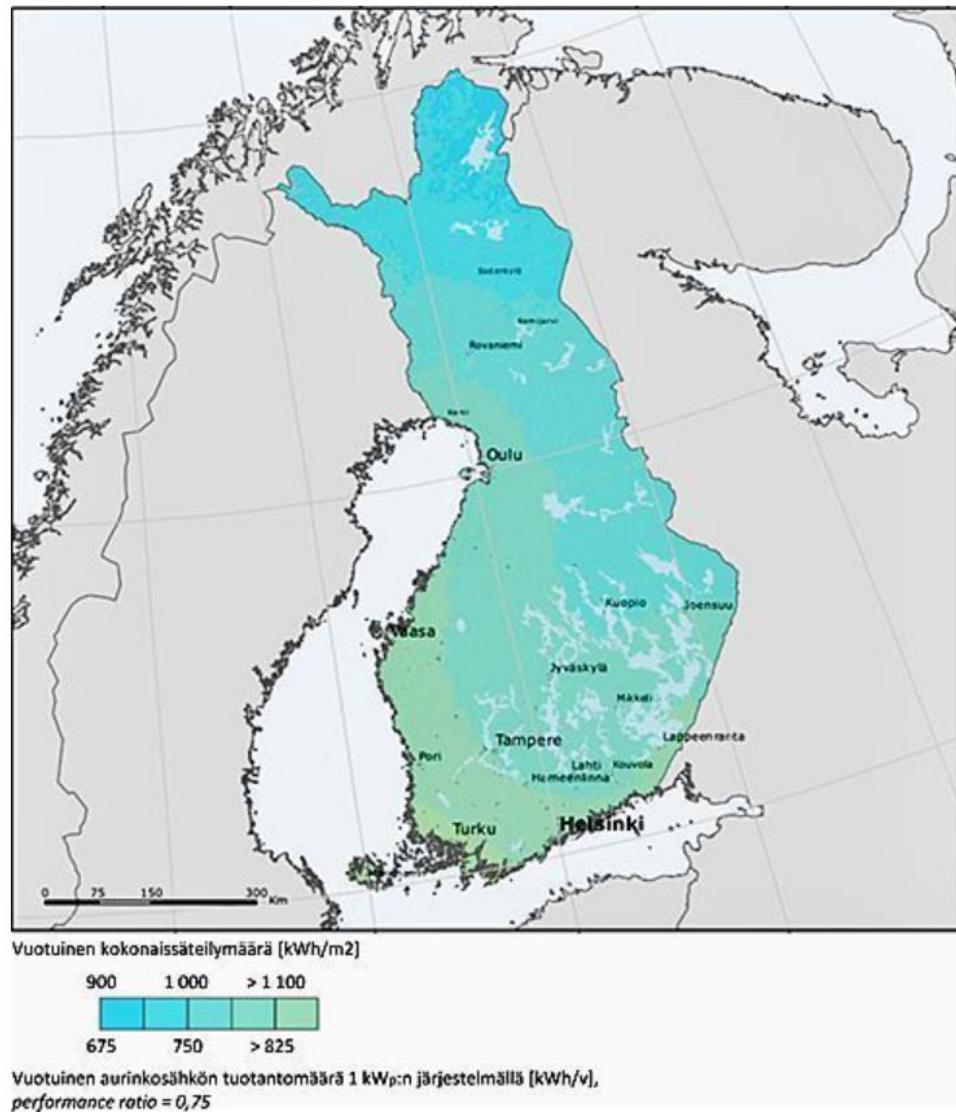 Sodankylä
Kemijärvi
Rovaniemi
Kemi
Oulu
Kuopio
Joensuu
Vaasa
Jyväskylä
Mikkeli
Lappeenranta
Tampere
Pori
Lahti
Kouvola
Hämeenlinna
Helsinki
Turku
0 75 150 300 Km
Vuotuinen kokonaissäteilymäärä [kWh/m2]
900 1 000 > 1 100
675 750 > 825
Vuotuinen aurinkosähkön tuotantomäärä 1 kWp:n järjestelmällä [kWh/v],
performance ratio = 0,75